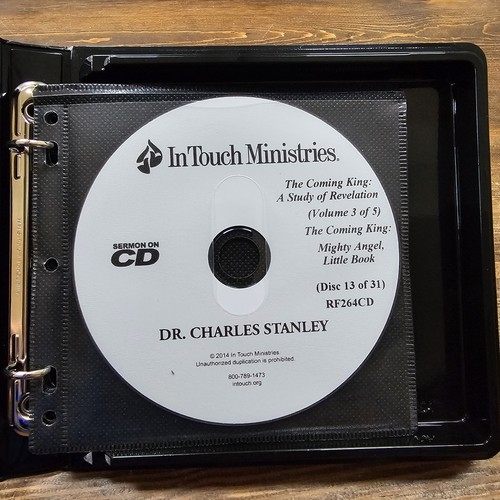 In Touch Ministries®
The Coming King:
A Study of Revelation
(Volume 3 of 5)
The Coming King:
Mighty Angel,
Little Book
SERMON ON
CD
(Disc 13 of 31)
RF264CD
DR. CHARLES STANLEY
© 2014 In Touch Ministries.
Unauthorized duplication is prohibited.
800-789-1473
intouch.org